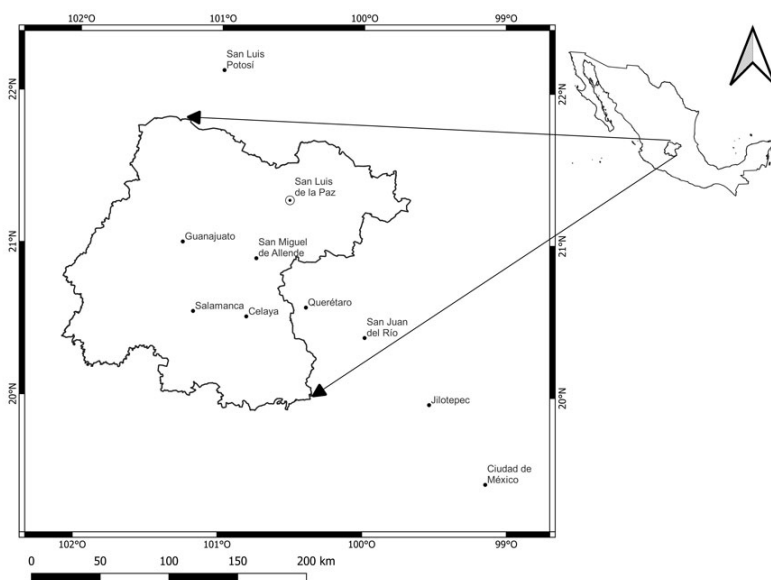 102°O
101°O
100°O
99°O
San Luis
Potosí
22°N
22°N
San Luis
de la Paz
Guanajuato
San Miguel
de Allende
21°N
21°N
Salamanca
Celaya
Querétaro
San Juan
del Río
20°N
20°N
Jilotepec
Ciudad de
México
102°O
101°O
100°O
99°O
0 50 100 150 200 km